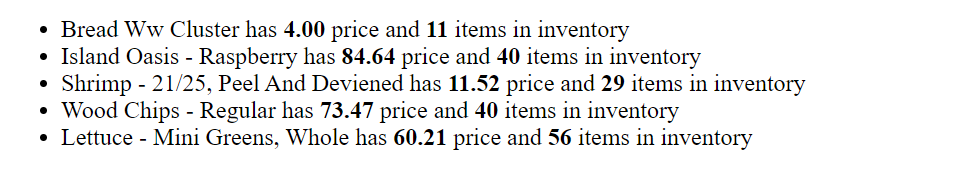 Bread Ww Cluster has 4.00 price and 11 items in inventory
Island Oasis - Raspberry has 84.64 price and 40 items in inventory
Shrimp - 21/25, Peel And Deviened has 11.52 price and 29 items in inventory
Wood Chips - Regular has 73.47 price and 40 items in inventory
Lettuce - Mini Greens, Whole has 60.21 price and 56 items in inventory